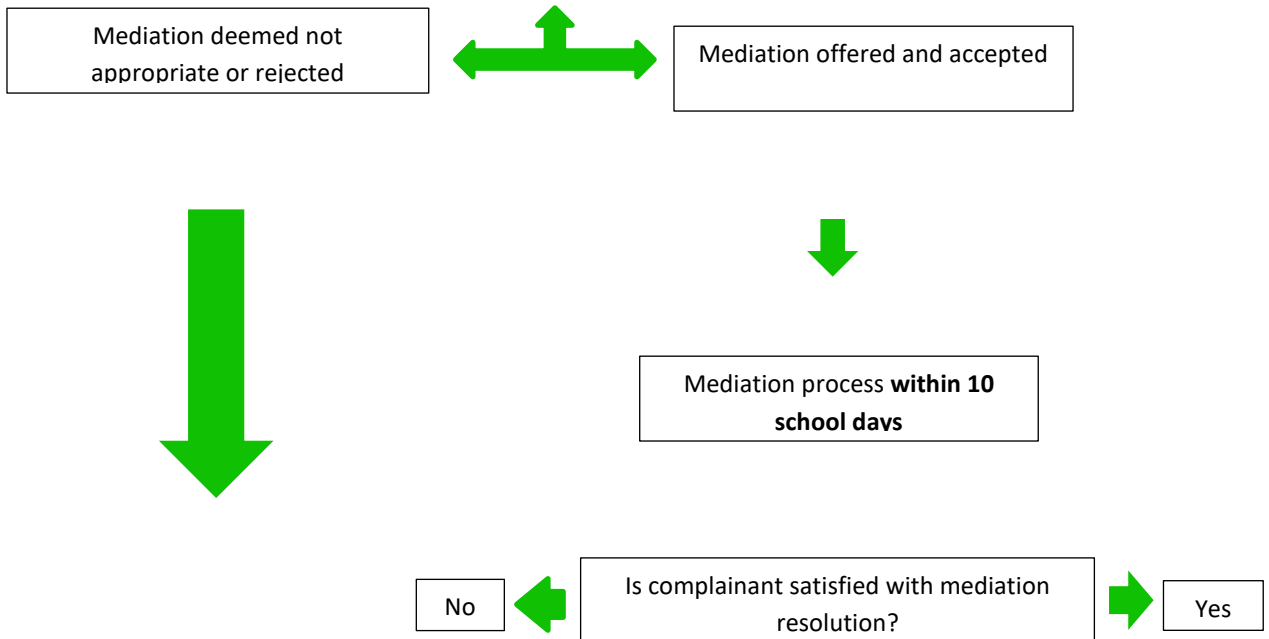 Mediation deemed not
appropriate or rejected
Mediation offered and accepted
Mediation process within 10
school days
No
Is complainant satisfied with mediation
resolution?
Yes